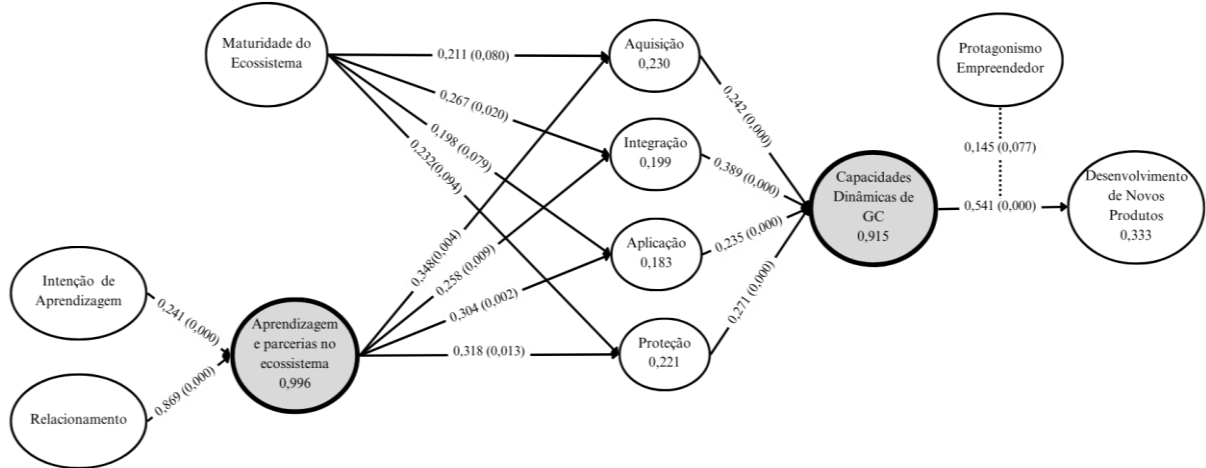 Maturidade do
Ecossistema
0,211 (0,080)
0,267 (0,020)
0,198 (0,079)
0,232(0,094)
Aquisição
0,230
Integração
0,199
Aplicação
0,183
Proteção
0,221
0,242 (0,000)
0,389 (0,000)
0,235 (0,000)
0,271 (0,000)
Protagonismo
Empreendedor
0,145 (0,077)
Capacidades
Dinâmicas de
GC
0,915
0,541 (0,000)
Desenvolvimento
de Novos
Produtos
0,333
Intenção de
Aprendizagem
0,241 (0,000)
Relacionamento
0,869 (0,000)
Aprendizagem
e parcerias no
ecossistema
0,996
0,348(0,004)
0,258 (0,009)
0,304 (0,002)
0,318 (0,013)